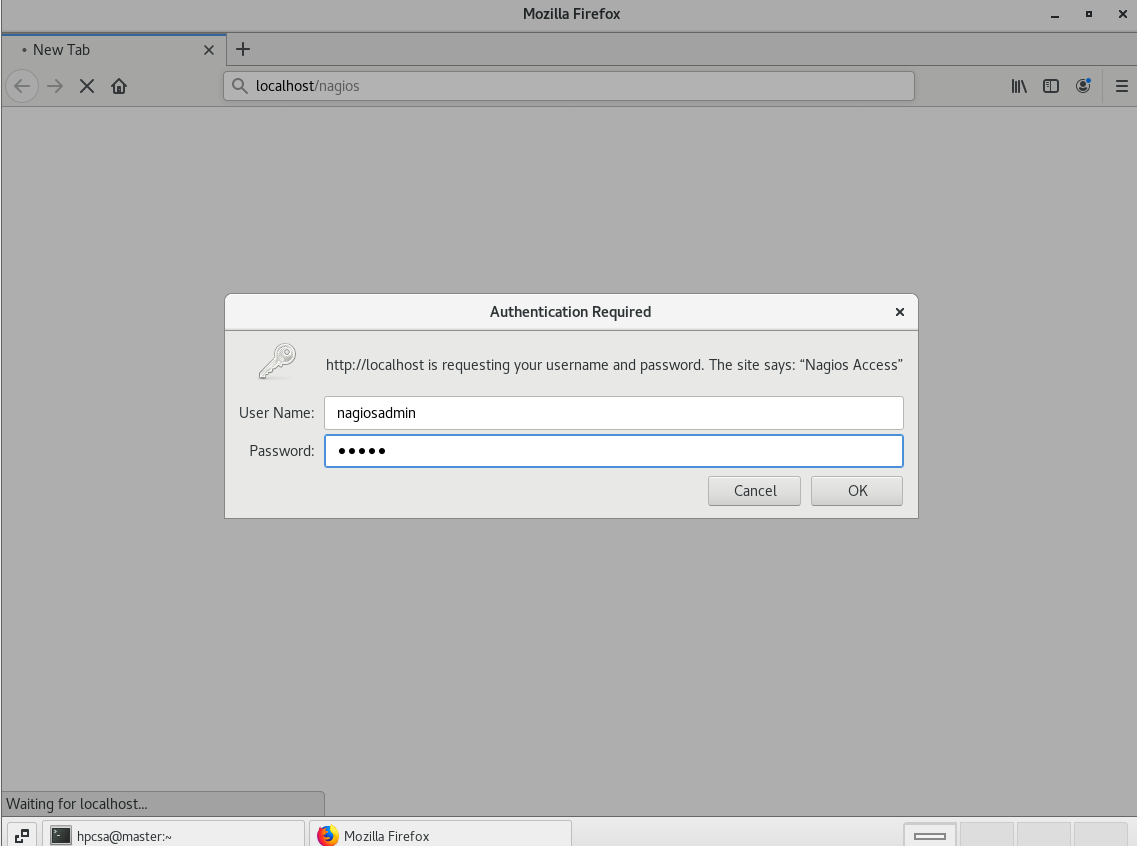 Mozilla Firefox
• New Tab
localhost/nagios
Authentication Required
http://localhost is requesting your username and password. The site says: “Nagios Access”
User Name: nagiosadmin
Password: •••••
Cancel OK
Waiting for localhost...
hpcsa@master:~ Mozilla Firefox